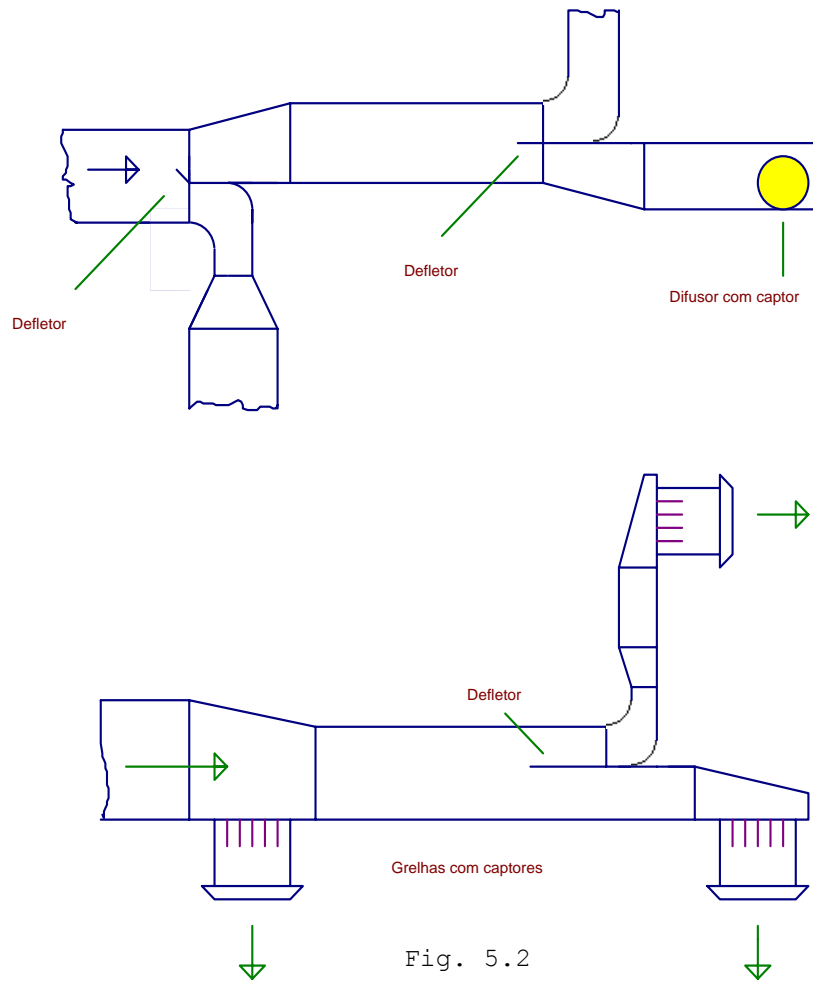 Defletor
Difusor com captor
Defletor
Defletor
Grelhas com captores
Fig. 5.2